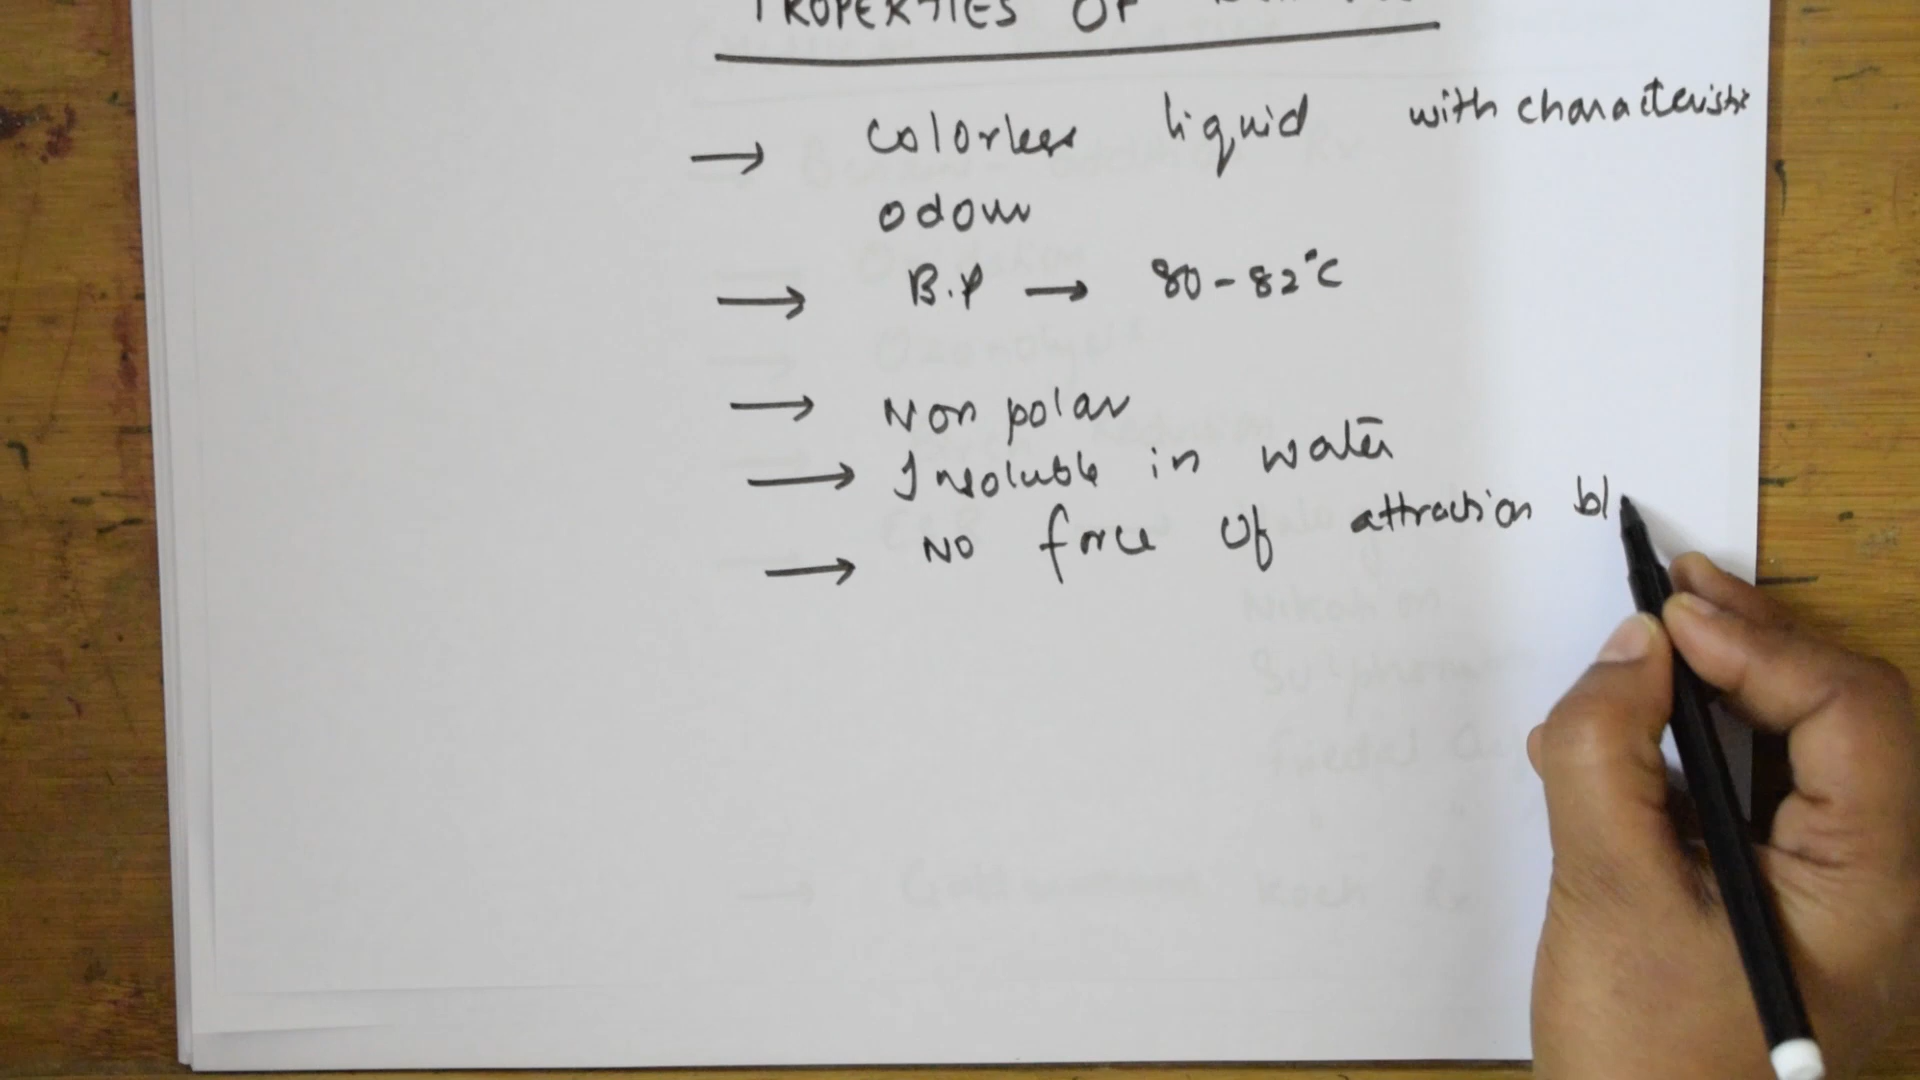 PROPERTIES OF
→ Colorless liquid with characteristic
odour
→ B.P → 80-82°C
→ Non polar
→ Insoluble in water
→ NO force of attraction b/